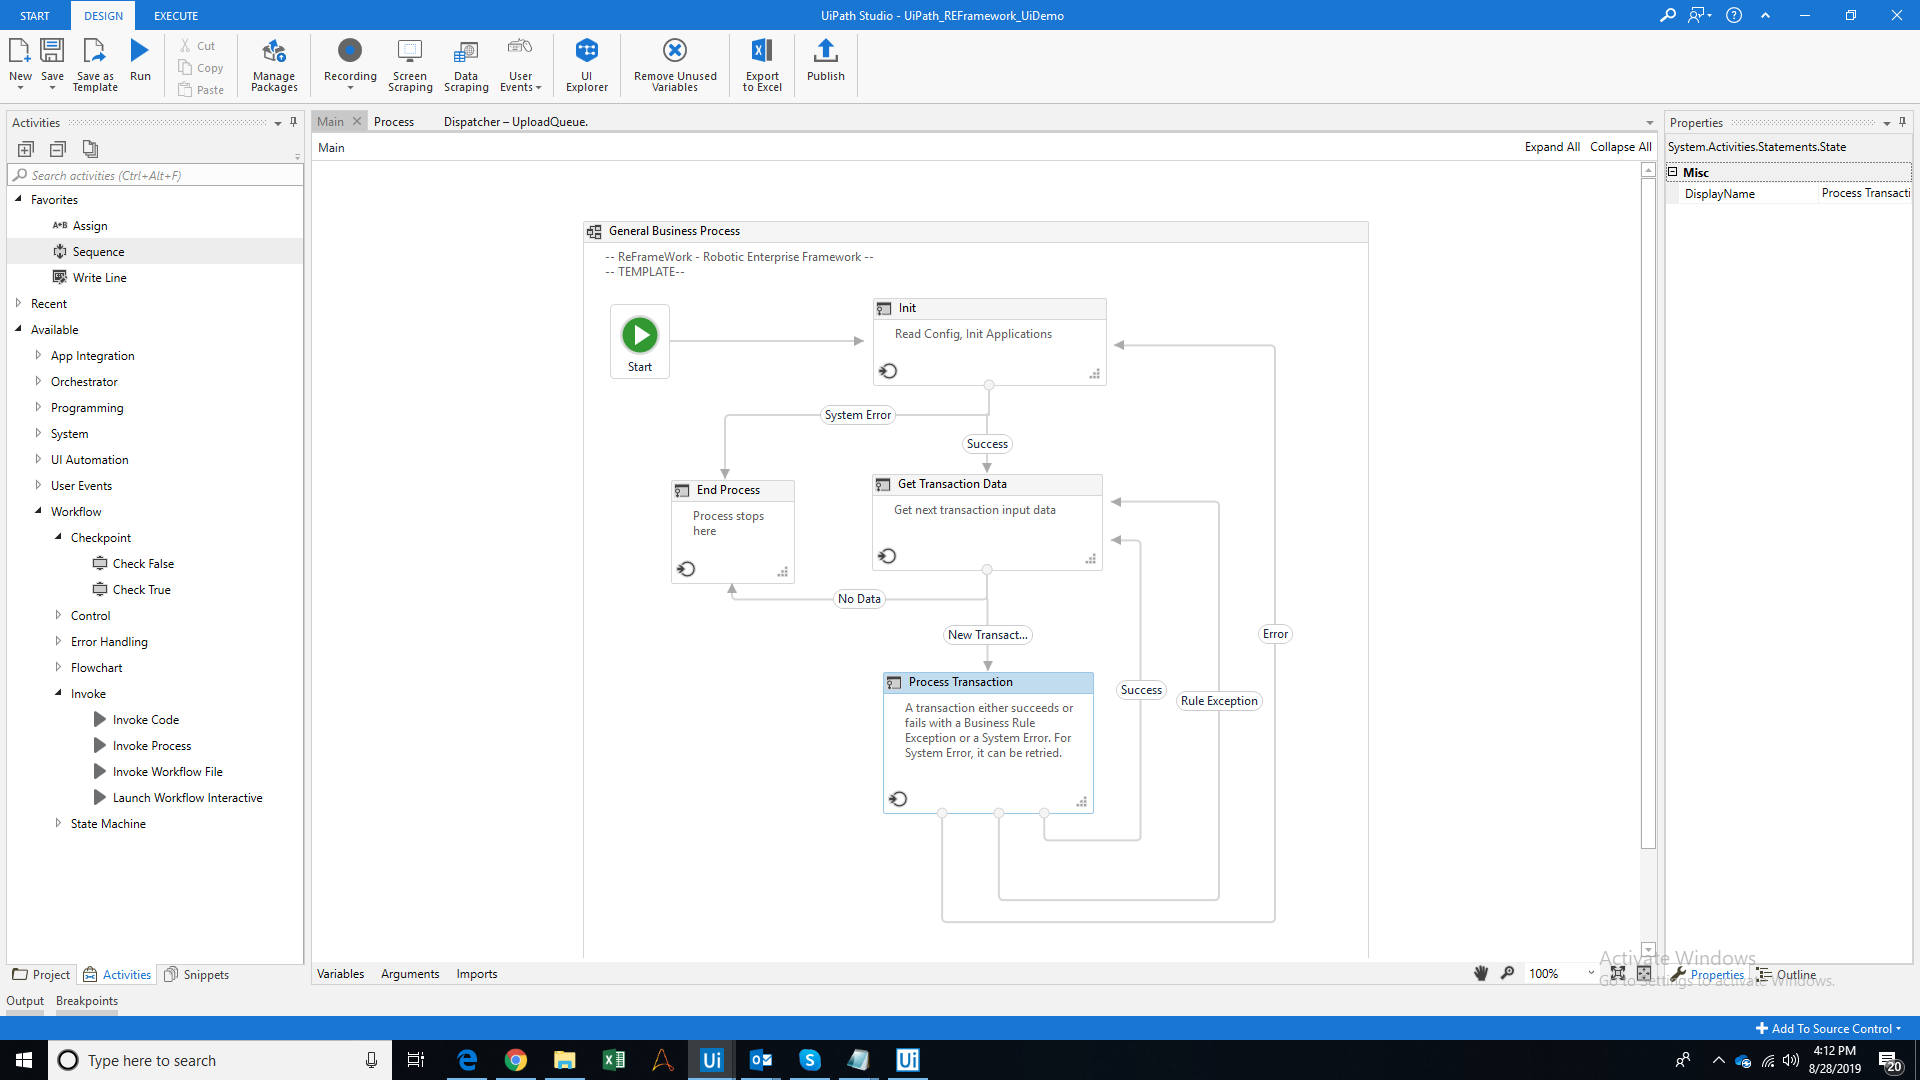 START
DESIGN
EXECUTE
UiPath Studio - UiPath_REFramework_UiDemo
New
Save
Save as
Template
Run
Cut
Copy
Paste
Manage
Packages
Recording
Screen
Scraping
Data
Scraping
User
Events
UI
Explorer
Remove Unused
Variables
Export
to Excel
Publish
Activities
Search activities (Ctrl+Alt+F)
Favorites
Assign
Sequence
Write Line
Recent
Available
App Integration
Orchestrator
Programming
System
UI Automation
User Events
Workflow
Checkpoint
Check False
Check True
Control
Error Handling
Flowchart
Invoke
Invoke Code
Invoke Process
Invoke Workflow File
Launch Workflow Interactive
State Machine
Project
Activities
Snippets
Output
Breakpoints
Main
Process
Dispatcher – UploadQueue.
Main
Expand All
Collapse All
General Business Process
-- ReFrameWork - Robotic Enterprise Framework --
-- TEMPLATE--
Start
Init
Read Config, Init Applications
System Error
Success
End Process
Process stops
here
Get Transaction Data
Get next transaction input data
No Data
New Transact...
Error
Process Transaction
A transaction either succeeds or
fails with a Business Rule
Exception or a System Error. For
System Error, it can be retried.
Success
Rule Exception
Variables
Arguments
Imports
100%
Properties
System.Activities.Statements.State
Misc
DisplayName
Process Transacti
Activate Windows
Go to Settings to activate Windows.
Properties
Outline
Add To Source Control
Type here to search
Ui
Ui
4:12 PM
8/28/2019
20